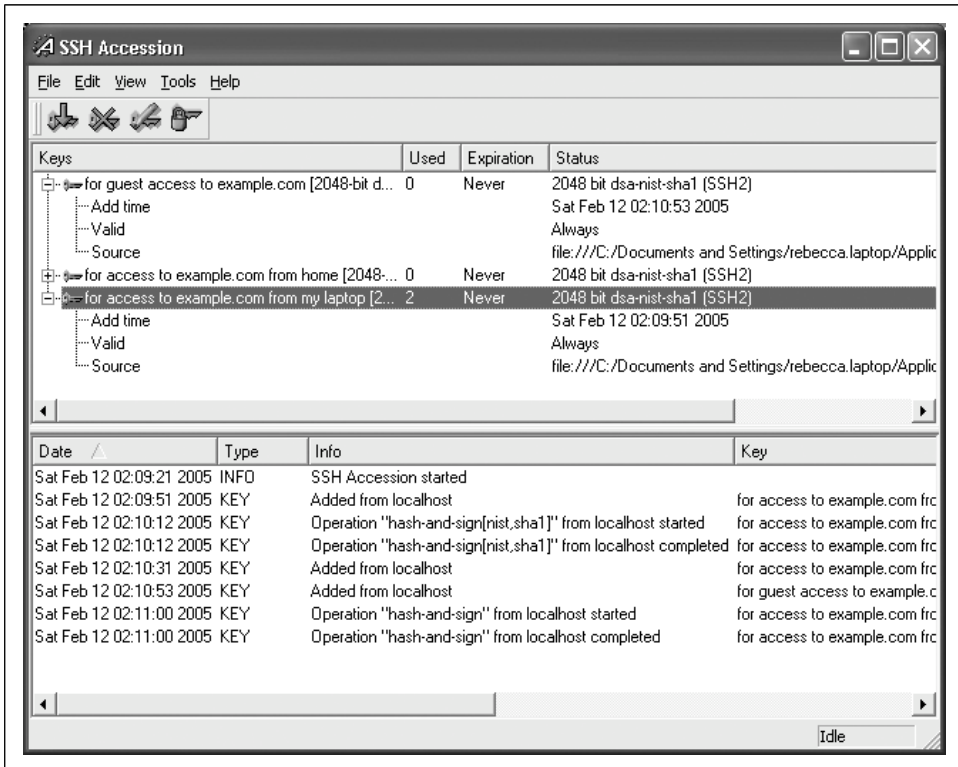 SSH Accession
File Edit View Tools Help
Keys Used Expiration Status
for guest access to example.com [2048-bit d... 0 Never 2048 bit dsa-nist-sha1 (SSH2)
Add time Sat Feb 12 02:10:53 2005
Valid Always
Source file:///C:/Documents and Settings/rebecca.laptop/Applic
for access to example.com from home [2048-... 0 Never 2048 bit dsa-nist-sha1 (SSH2)
for access to example.com from my laptop [2... 2 Never 2048 bit dsa-nist-sha1 (SSH2)
Add time Sat Feb 12 02:09:51 2005
Valid Always
Source file:///C:/Documents and Settings/rebecca.laptop/Applic
Date Type Info Key
Sat Feb 12 02:09:21 2005 INFO SSH Accession started
Sat Feb 12 02:09:51 2005 KEY Added from localhost for access to example.com frc
Sat Feb 12 02:10:12 2005 KEY Operation "hash-and-sign[nist,sha1]" from localhost started for access to example.com frc
Sat Feb 12 02:10:12 2005 KEY Operation "hash-and-sign[nist,sha1]" from localhost completed for access to example.com frc
Sat Feb 12 02:10:31 2005 KEY Added from localhost for access to example.com frc
Sat Feb 12 02:10:53 2005 KEY Added from localhost for guest access to example.c
Sat Feb 12 02:11:00 2005 KEY Operation "hash-and-sign" from localhost started for access to example.com frc
Sat Feb 12 02:11:00 2005 KEY Operation "hash-and-sign" from localhost completed for access to example.com frc
Idle